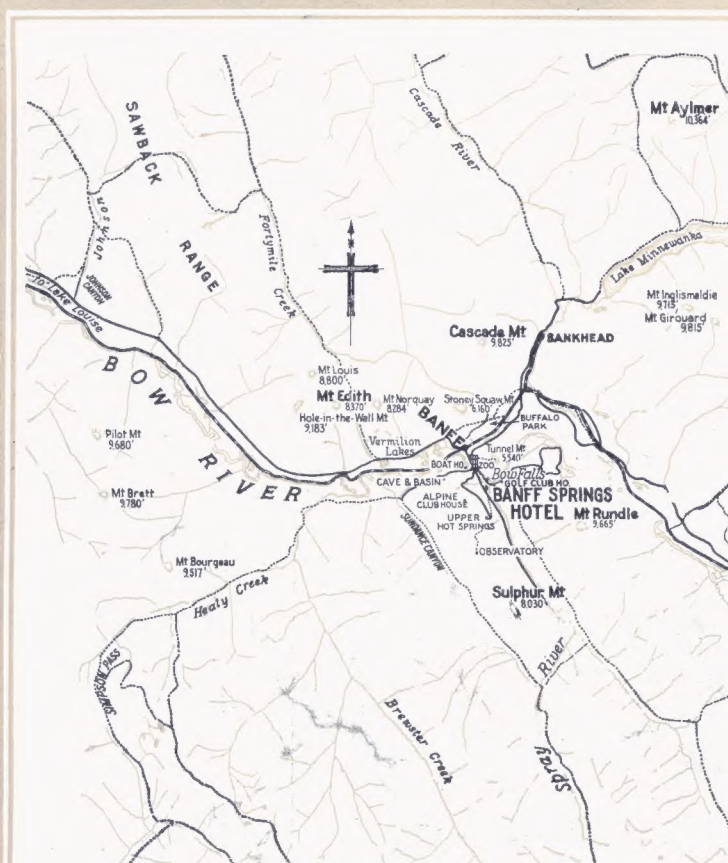 Mt Aylmer
10,364'
SAWBACK
RANGE
Cascade River
Johnson
JOHNSON
CANYON
Fortymile
Creek
Lake Minnewanka
to Lake Louise
Mt Inglismaldie
9,715'
Mt Girouard
9,815'
Cascade Mt
9,825'
BANKHEAD
BOW
RIVER
Mt Louis
8,800'
Mt Edith
8,370'
Mt Norquay
8,284'
Stoney Squaw Mt
6,160'
Hole-in-the-Wall Mt
9,183'
BANFF
BUFFALO
PARK
Pilot Mt
9,680'
Vermilion
Lakes
Tunnel Mt
5,540'
BOAT HO.
ZOO
Bow Falls
CAVE & BASIN
GOLF CLUB HO.
Mt Brett
9,780'
ALPINE
CLUB HOUSE
BANFF SPRINGS
HOTEL
Mt Rundle
9,665'
UPPER
HOT SPRINGS
SUNDANCE CANYON
OBSERVATORY
Mt Bourgeau
9,517'
Healy Creek
Sulphur Mt
8,030'
SIMPSON PASS
Spray River
Brewster Creek